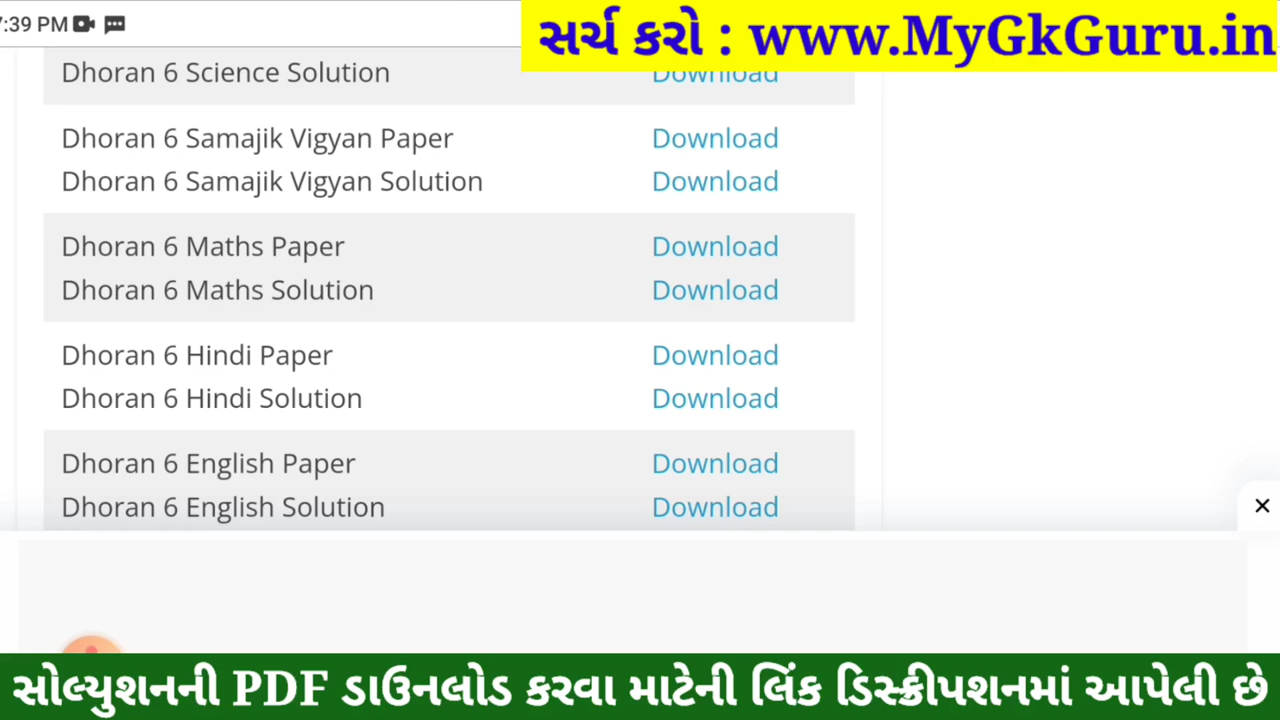 7:39 PM
સર્ચ કરો : www.MyGkGuru.in
Dhoran 6 Science Solution Download
Dhoran 6 Samajik Vigyan Paper Download
Dhoran 6 Samajik Vigyan Solution Download
Dhoran 6 Maths Paper Download
Dhoran 6 Maths Solution Download
Dhoran 6 Hindi Paper Download
Dhoran 6 Hindi Solution Download
Dhoran 6 English Paper Download
Dhoran 6 English Solution Download
સોલ્યુશનની PDF ડાઉનલોડ કરવા માટેની લિંક ડિસ્ક્રીપશનમાં આપેલી છે